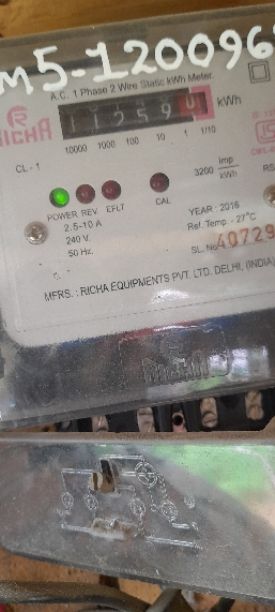 M5-120096
A.C. 1 Phase 2 Wire Static kWh Meter.
RICHA
11259 0 kWh
10000 1000 100 10 1 1/10
CL-1
3200 imp/kWh
POWER REV EFLT CAL
2.5-10 A
240 V.
50 Hz.
YEAR - 2016
Ref. Temp. - 27°C
SL. No. 40729
MFRS. : RICHA EQUIPMENTS PVT. LTD. DELHI, (INDIA)